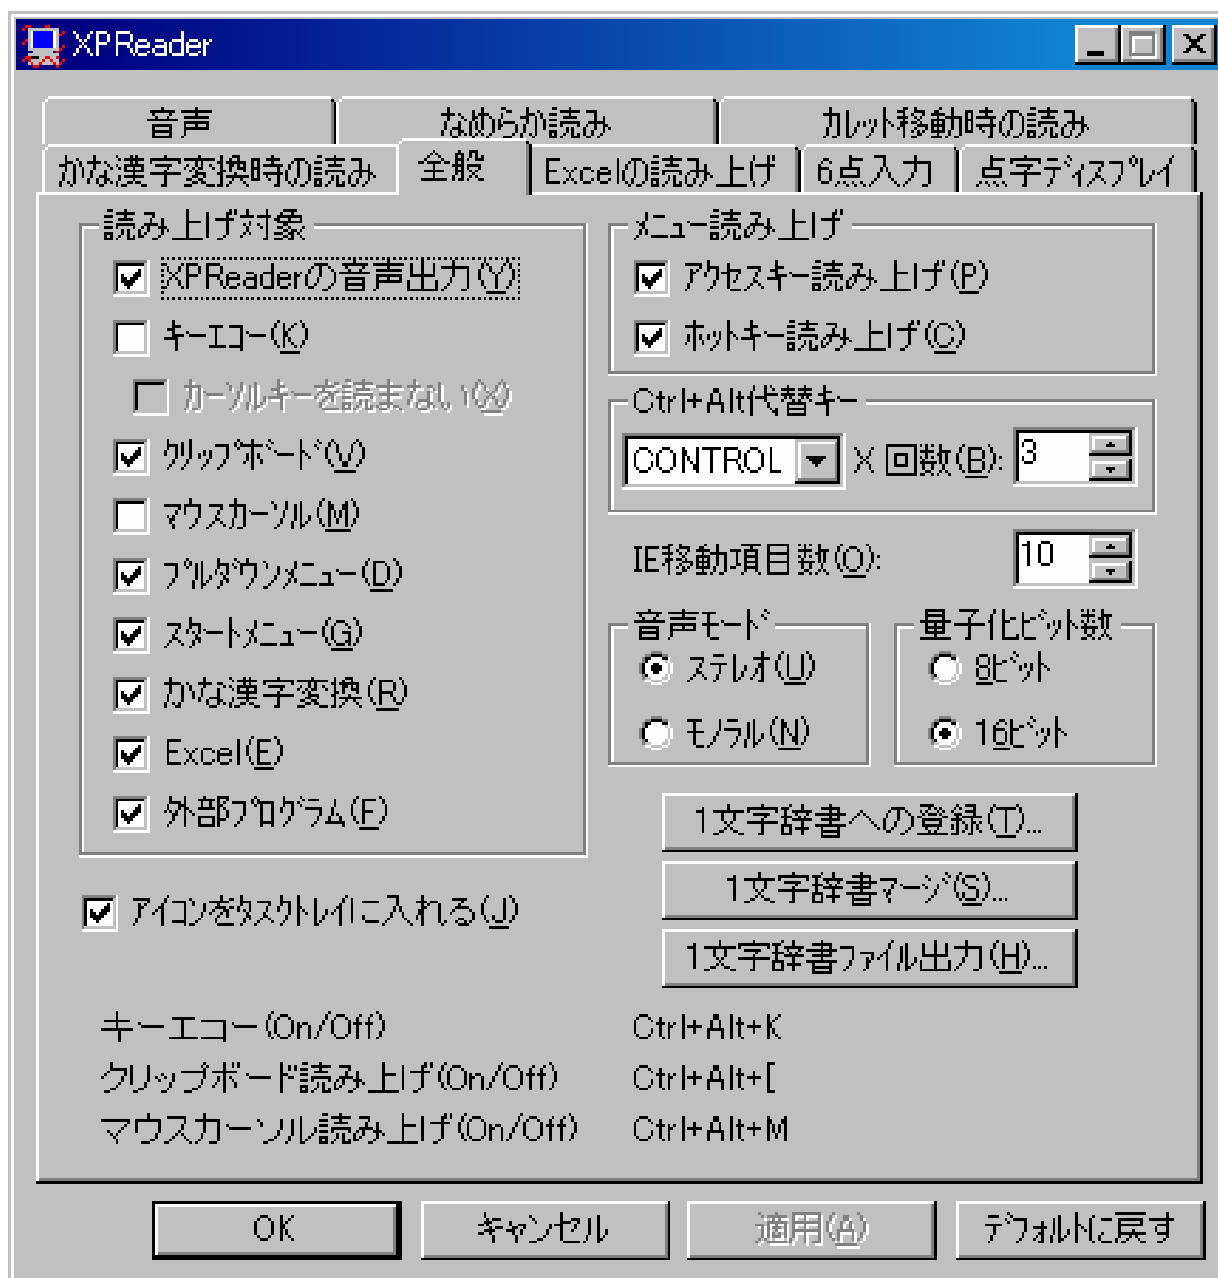 XPReader
音声
なめらか読み
カレット移動時の読み
かな漢字変換時の読み
全般
Excelの読み上げ
6点入力
点字ディスプレイ
読み上げ対象
XPReaderの音声出力(Y)
キーエコー(K)
カーソルキーを読まない(X)
クリップボード(V)
マウスカーソル(M)
プルダウンメニュー(D)
スタートメニュー(G)
かな漢字変換(R)
Excel(E)
外部プログラム(F)
アイコンをタスクトレイに入れる(J)
メニュー読み上げ
アクセスキー読み上げ(P)
ホットキー読み上げ(C)
Ctrl+Alt代替キー
CONTROL X 回数(B): 3
IE移動項目数(O): 10
音声モード
ステレオ(U)
モノラル(N)
量子化ビット数
8ビット
16ビット
1文字辞書への登録(T)...
1文字辞書マージ(S)...
1文字辞書ファイル出力(H)...
キーエコー(On/Off) Ctrl+Alt+K
クリップボード読み上げ(On/Off) Ctrl+Alt+[
マウスカーソル読み上げ(On/Off) Ctrl+Alt+M
OK
キャンセル
適用(A)
デフォルトに戻す